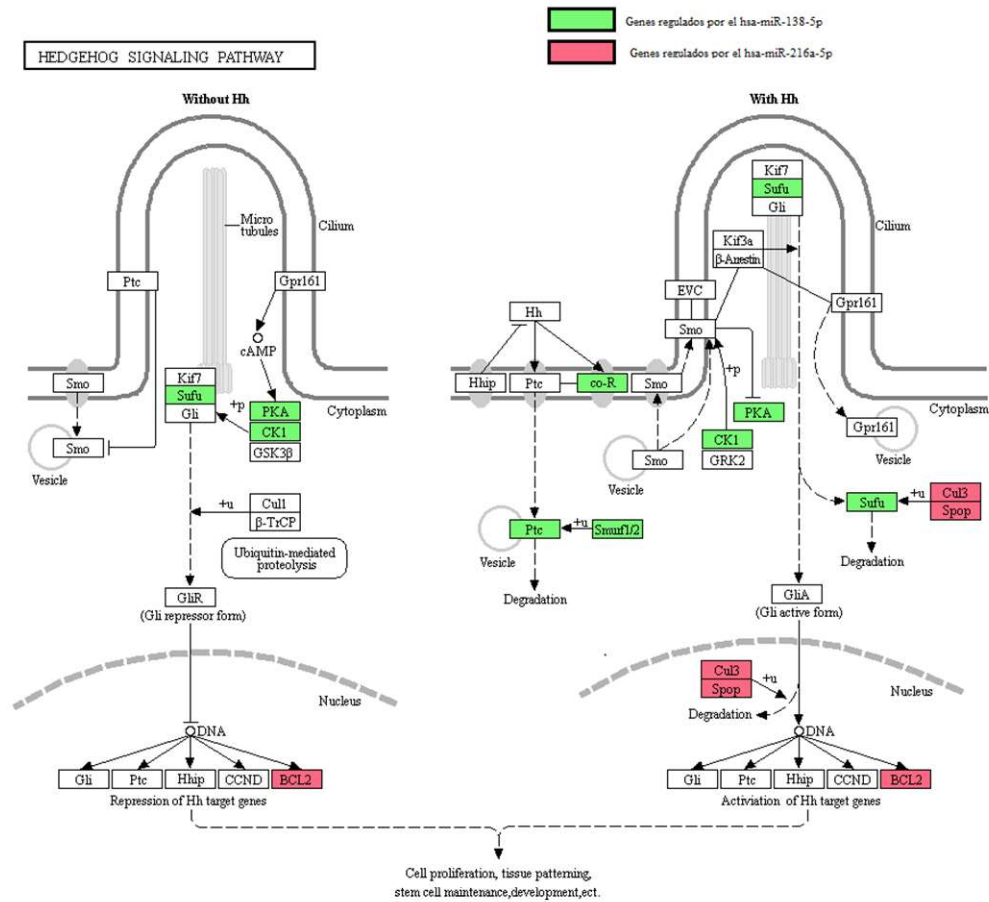 Genes regulados por el hsa-miR-138-5p
Genes regulados por el hsa-miR-216a-5p
HEDGEHOG SIGNALING PATHWAY
Without Hh
Micro
tubules
Cilium
Ptc
Gpr161
cAMP
Smo
Kif7
Sufu
Gli
+p
PKA
CK1
GSK3β
Cytoplasm
Smo
Vesicle
+u
Cul1
β-TrCP
Ubiquitin-mediated
proteolysis
GliR
(Gli repressor form)
Nucleus
DNA
Gli
Ptc
Hhip
CCND
BCL2
Repression of Hh target genes
With Hh
Kif7
Sufu
Gli
Cilium
Kif3a
β-Arrestin
EVC
Gpr161
Hh
Smo
+p
Hhip
Ptc
co-R
Smo
PKA
Cytoplasm
CK1
GRK2
Gpr161
Smo
Vesicle
Vesicle
Sufu
+u
Cul3
Spop
Ptc
+u
Smurf1/2
Vesicle
Degradation
Degradation
GliA
(Gli active form)
Cul3
Spop
+u
Nucleus
Degradation
DNA
Gli
Ptc
Hhip
CCND
BCL2
Activiation of Hh target genes
Cell proliferation, tissue patterning,
stem cell maintenance,development,ect.